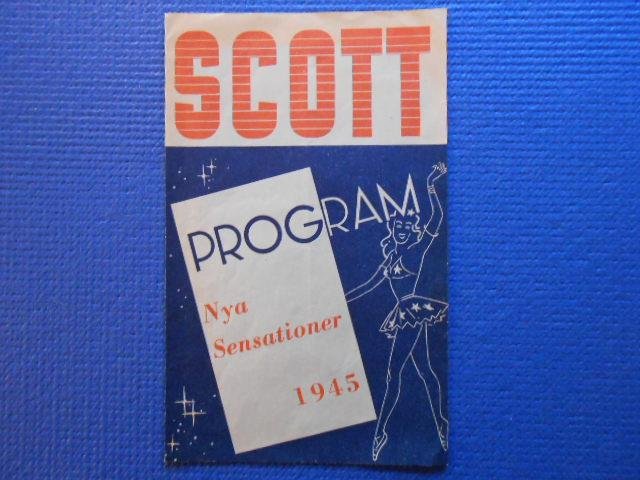 SCOTT
PROGRAM
Nya
Sensationer
1945